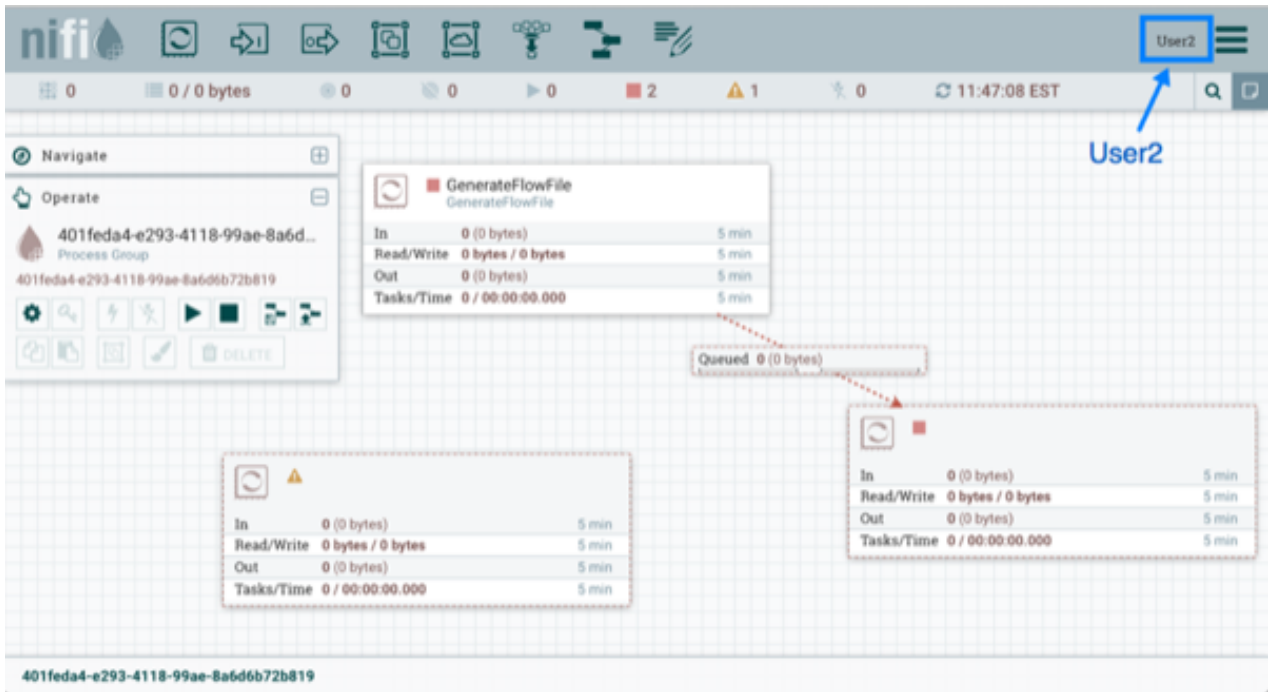 nifi
User2
0
0 / 0 bytes
0
0
0
2
1
0
11:47:08 EST
User2
Navigate
Operate
401feda4-e293-4118-99ae-8a6d...
Process Group
401feda4-e293-4118-99ae-8a6d6b72b819
DELETE
GenerateFlowFile
GenerateFlowFile
In 0 (0 bytes) 5 min
Read/Write 0 bytes / 0 bytes 5 min
Out 0 (0 bytes) 5 min
Tasks/Time 0 / 00:00:00.000 5 min
Queued 0 (0 bytes)
In 0 (0 bytes) 5 min
Read/Write 0 bytes / 0 bytes 5 min
Out 0 (0 bytes) 5 min
Tasks/Time 0 / 00:00:00.000 5 min
In 0 (0 bytes) 5 min
Read/Write 0 bytes / 0 bytes 5 min
Out 0 (0 bytes) 5 min
Tasks/Time 0 / 00:00:00.000 5 min
401feda4-e293-4118-99ae-8a6d6b72b819